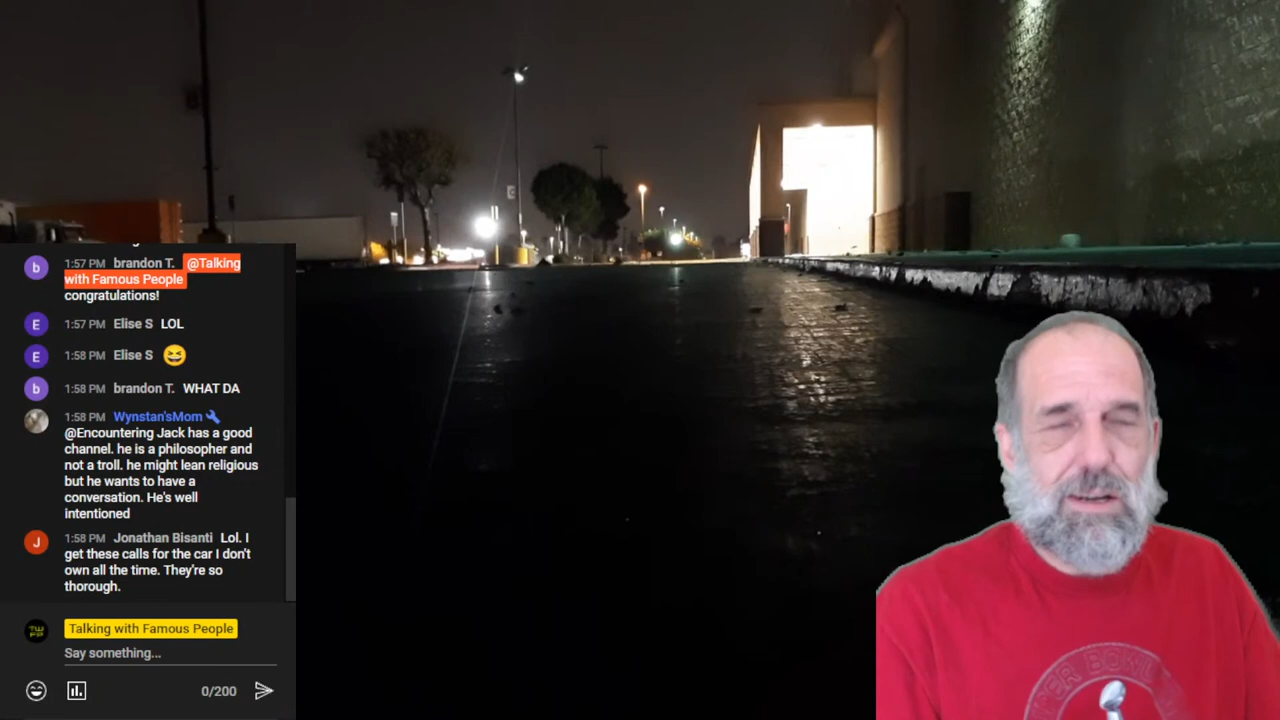 1:57 PM brandon T. @Talking
with Famous People
congratulations!
1:57 PM Elise S LOL
1:58 PM Elise S
1:58 PM brandon T. WHAT DA
1:58 PM Wynstan'sMom
@Encountering Jack has a good
channel. he is a philosopher and
not a troll. he might lean religious
but he wants to have a
conversation. He's well
intentioned
1:58 PM Jonathan Bisanti Lol. I
get these calls for the car I don't
own all the time. They're so
thorough.
Talking with Famous People
Say something...
0/200